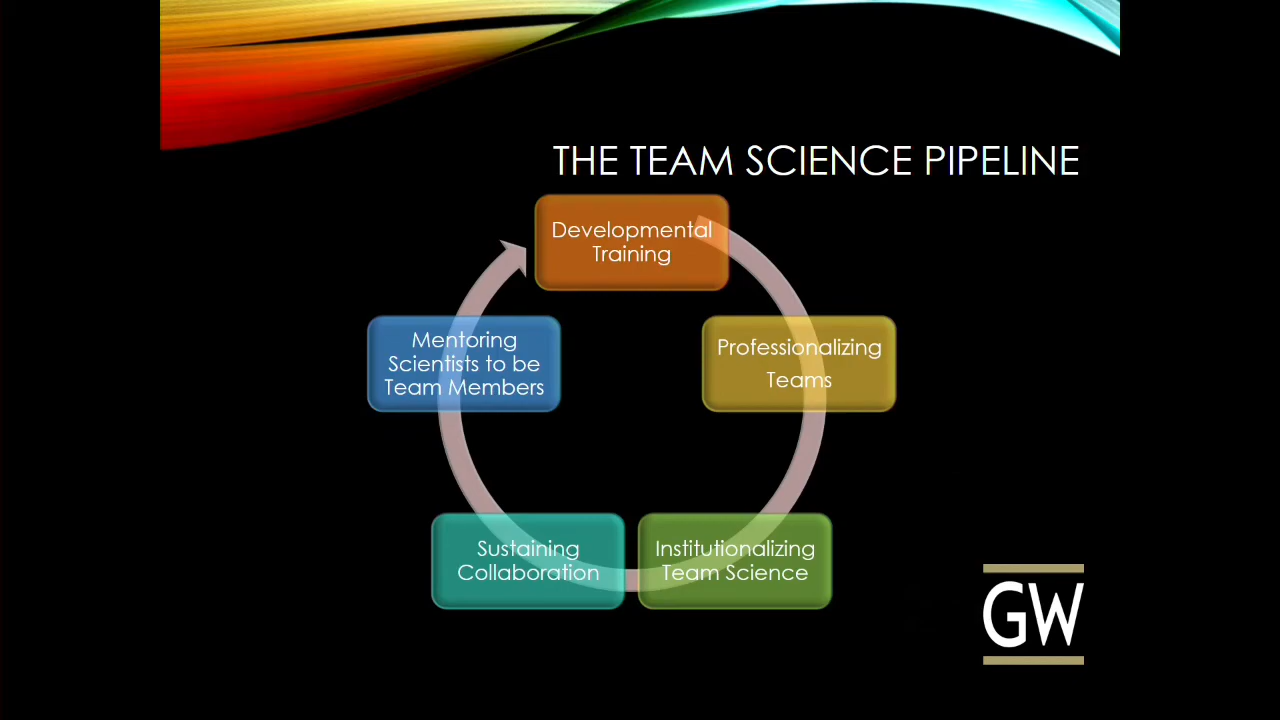 THE TEAM SCIENCE PIPELINE
Developmental
Training
Professionalizing
Teams
Institutionalizing
Team Science
Sustaining
Collaboration
Mentoring
Scientists to be
Team Members
GW